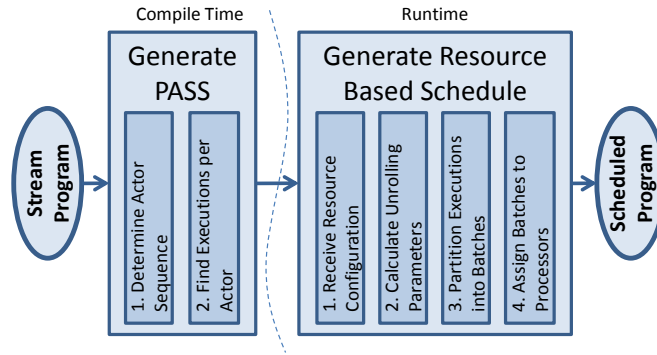 Compile Time
Runtime
Stream
Program
Generate
PASS
1. Determine Actor
Sequence
2. Find Executions per
Actor
Generate Resource
Based Schedule
1. Receive Resource
Configuration
2. Calculate Unrolling
Parameters
3. Partition Executions
into Batches
4. Assign Batches to
Processors
Scheduled
Program